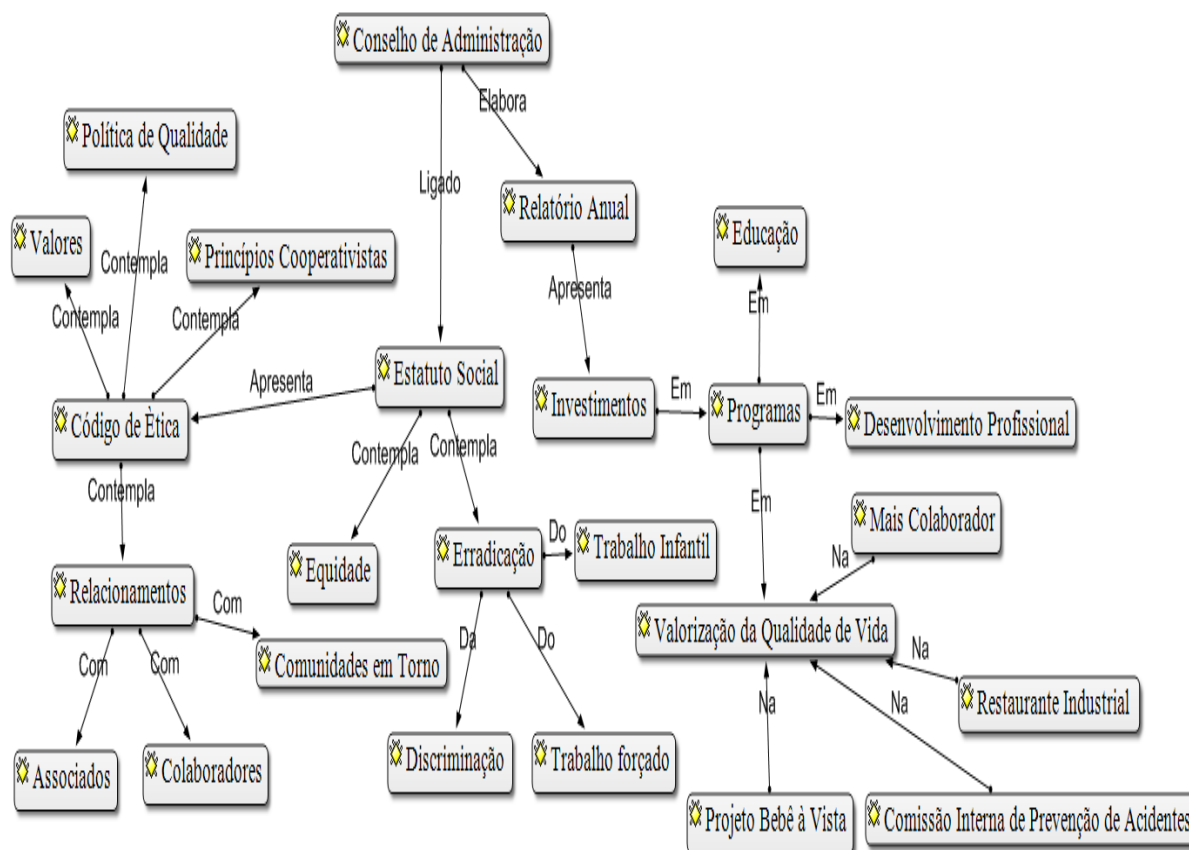 Conselho de Administração
Elabora
Política de Qualidade
Ligado
Relatório Anual
Educação
Valores
Princípios Cooperativistas
Contempla
Contempla
Contempla
Apresenta
Em
Estatuto Social
Apresenta
Investimentos
Em
Programas
Em
Desenvolvimento Profissional
Código de Ètica
Contempla
Contempla
Contempla
Em
Mais Colaborador
Erradicação
Do
Trabalho Infantil
Equidade
Na
Relacionamentos
Com
Valorização da Qualidade de Vida
Comunidades em Torno
Da
Do
Com
Com
Na
Restaurante Industrial
Na
Na
Discriminação
Trabalho forçado
Associados
Colaboradores
Projeto Bebê à Vista
Comissão Interna de Prevenção de Acidentes